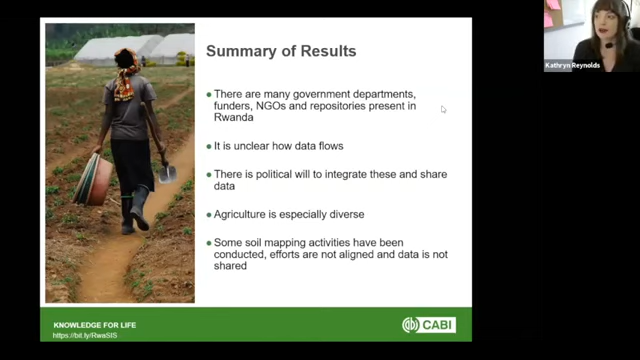 Summary of Results
There are many government departments,
funders, NGOs and repositories present in
Rwanda
It is unclear how data flows
There is political will to integrate these and share
data
Agriculture is especially diverse
Some soil mapping activities have been
conducted, efforts are not aligned and data is not
shared
KNOWLEDGE FOR LIFE
https://bit.ly/RwaSIS
CABI
Kathryn Reynolds